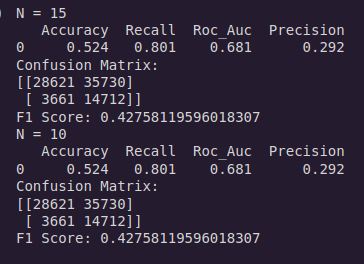 N = 15
Accuracy Recall Roc_Auc Precision
0 0.524 0.801 0.681 0.292
Confusion Matrix:
[[28621 35730]
[ 3661 14712]]
F1 Score: 0.42758119596018307
N = 10
Accuracy Recall Roc_Auc Precision
0 0.524 0.801 0.681 0.292
Confusion Matrix:
[[28621 35730]
[ 3661 14712]]
F1 Score: 0.42758119596018307